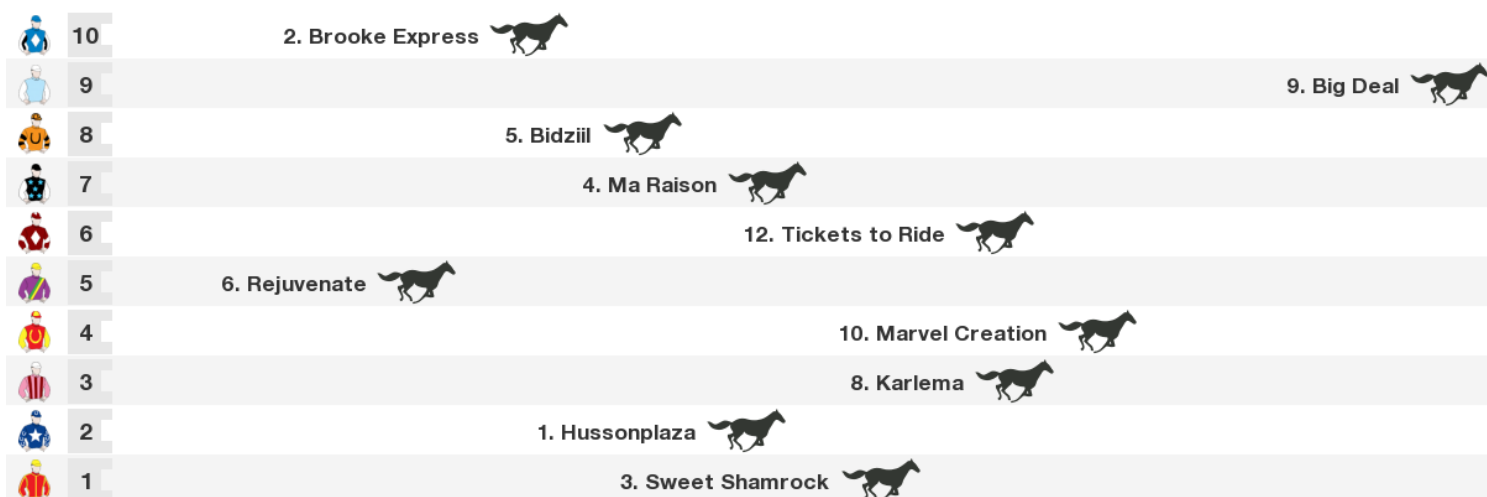 10 2. Brooke Express
9 9. Big Deal
8 5. Bidziil
7 4. Ma Raison
6 12. Tickets to Ride
5 6. Rejuvenate
4 10. Marvel Creation
3 8. Karlema
2 1. Hussonplaza
1 3. Sweet Shamrock